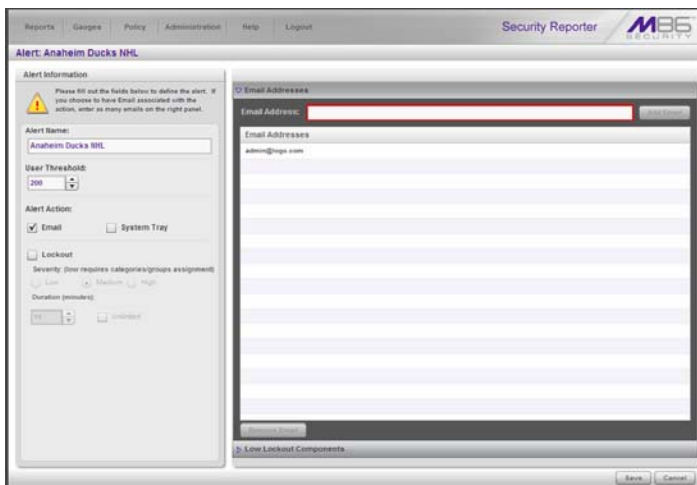 Reports Gauges Policy Administration Help Logout
Security Reporter
M86
SECURITY
Alert: Anaheim Ducks NHL
Alert Information
Please fill out the fields below to define the alert. If
you choose to have Email associated with the
action, enter as many emails on the right panel.
Alert Name:
Anaheim Ducks NHL
User Threshold:
200
Alert Action:
Email System Tray
Lockout
Severity: (low requires categories/groups assignment)
Low Medium High
Duration (minutes):
Unlimited
Email Addresses
Email Address: Add Email
Email Addresses
admin@logo.com
Remove Email
Low Lockout Components
Save Cancel